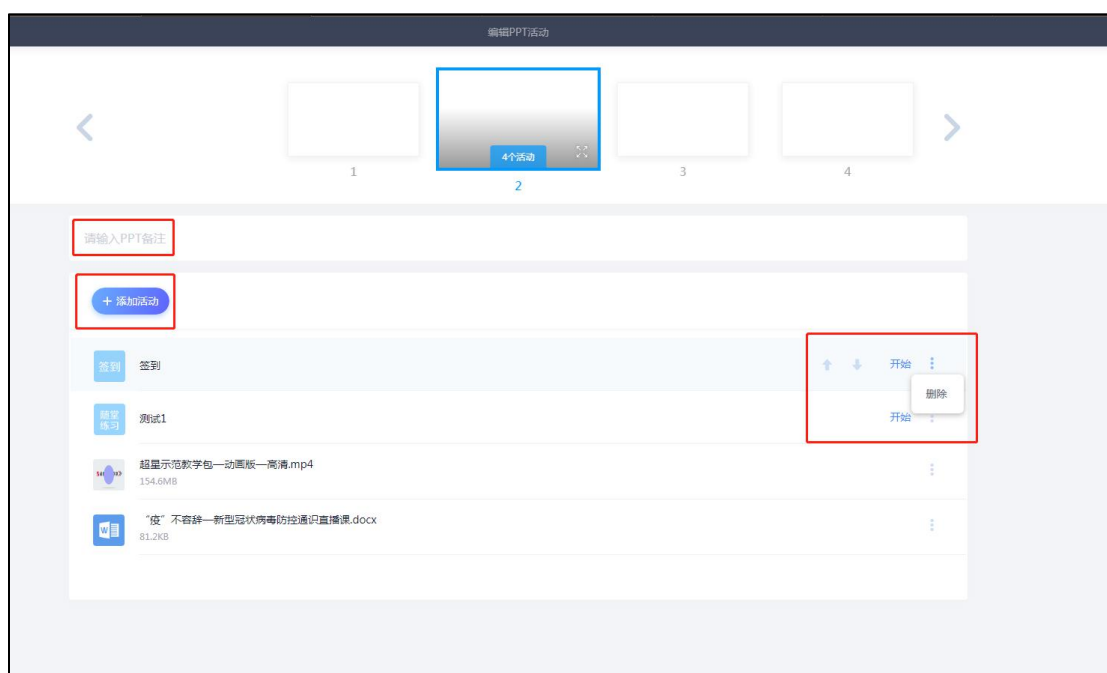 编辑PPT活动
4个活动
1
2
3
4
请输入PPT备注
+ 添加活动
签到
签到
开始
删除
随堂
练习
测试1
开始
超星示范教学包—动画版—高清.mp4
154.6MB
“疫”不容辞—新型冠状病毒防控通识直播课.docx
81.2KB